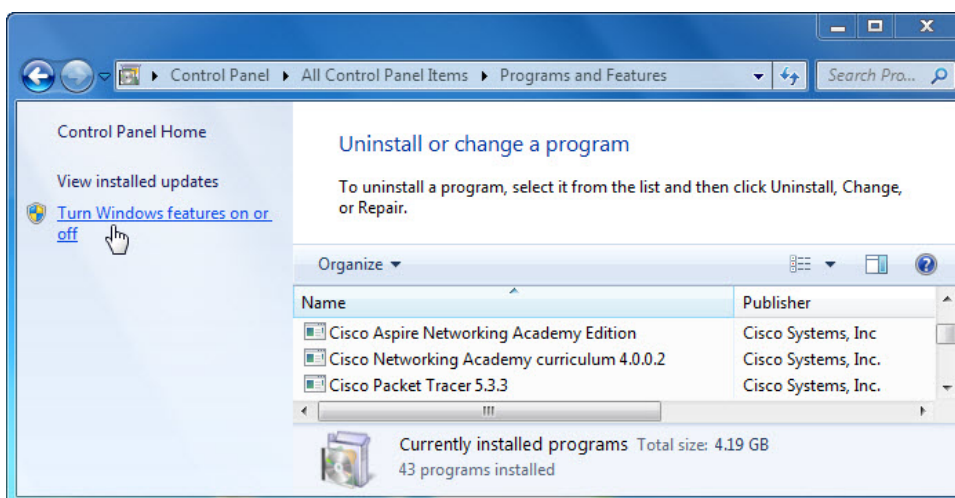 Control Panel ▸ All Control Panel Items ▸ Programs and Features
Search Pro...
Control Panel Home
View installed updates
Turn Windows features on or
off
Uninstall or change a program
To uninstall a program, select it from the list and then click Uninstall, Change,
or Repair.
Organize
Name Publisher
Cisco Aspire Networking Academy Edition Cisco Systems, Inc
Cisco Networking Academy curriculum 4.0.0.2 Cisco Systems, Inc.
Cisco Packet Tracer 5.3.3 Cisco Systems, Inc.
Currently installed programs Total size: 4.19 GB
43 programs installed